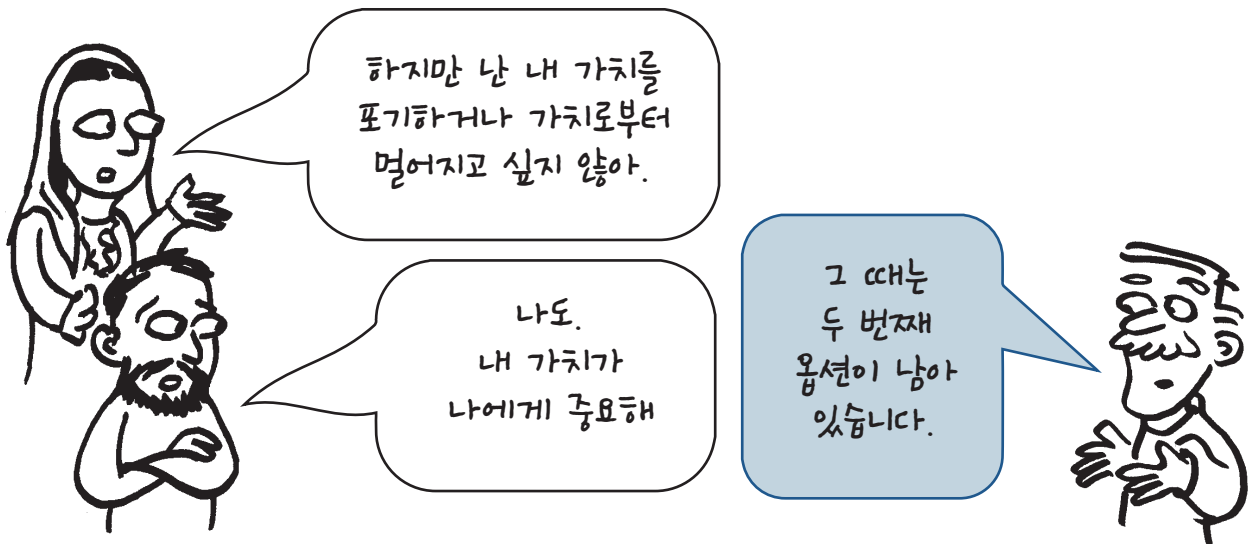 하지만 난 내 가치를
포기하거나 가치로부터
멀어지고 싶지 않아.
나도.
내 가치가
나에게 중요해
그 때는
두 번째
옵션이 남아
있습니다.